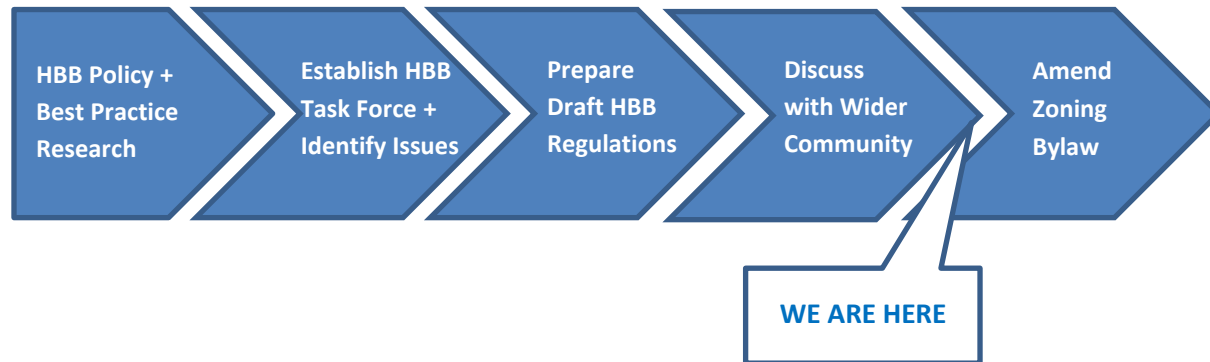 HBB Policy +
Best Practice
Research
Establish HBB
Task Force +
Identify Issues
Prepare
Draft HBB
Regulations
Discuss
with Wider
Community
Amend
Zoning
Bylaw
WE ARE HERE